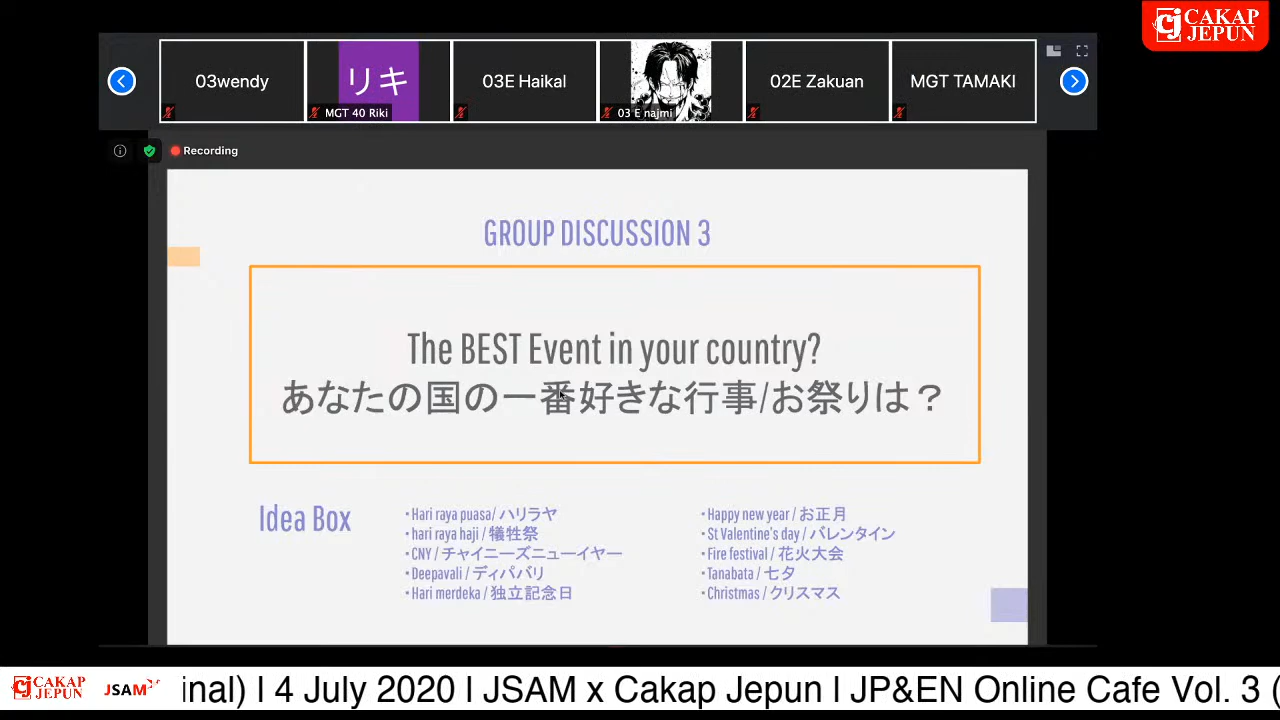 CAKAP
JEPUN
03wendy
リキ
MGT 40 Riki
03E Haikal
03 E najmi
02E Zakuan
MGT TAMAKI
Recording
GROUP DISCUSSION 3
The BEST Event in your country?
あなたの国の一番好きな行事/お祭りは？
Idea Box
・Hari raya puasa/ ハリラヤ
・hari raya haji / 犠牲祭
・CNY / チャイニーズニューイヤー
・Deepavali / ディパバリ
・Hari merdeka / 独立記念日
・Happy new year / お正月
・St Valentine's day / バレンタイン
・Fire festival / 花火大会
・Tanabata / 七夕
・Christmas / クリスマス
CAKAP
JEPUN
JSAM
inal) l 4 July 2020 l JSAM x Cakap Jepun l JP&EN Online Cafe Vol. 3 (